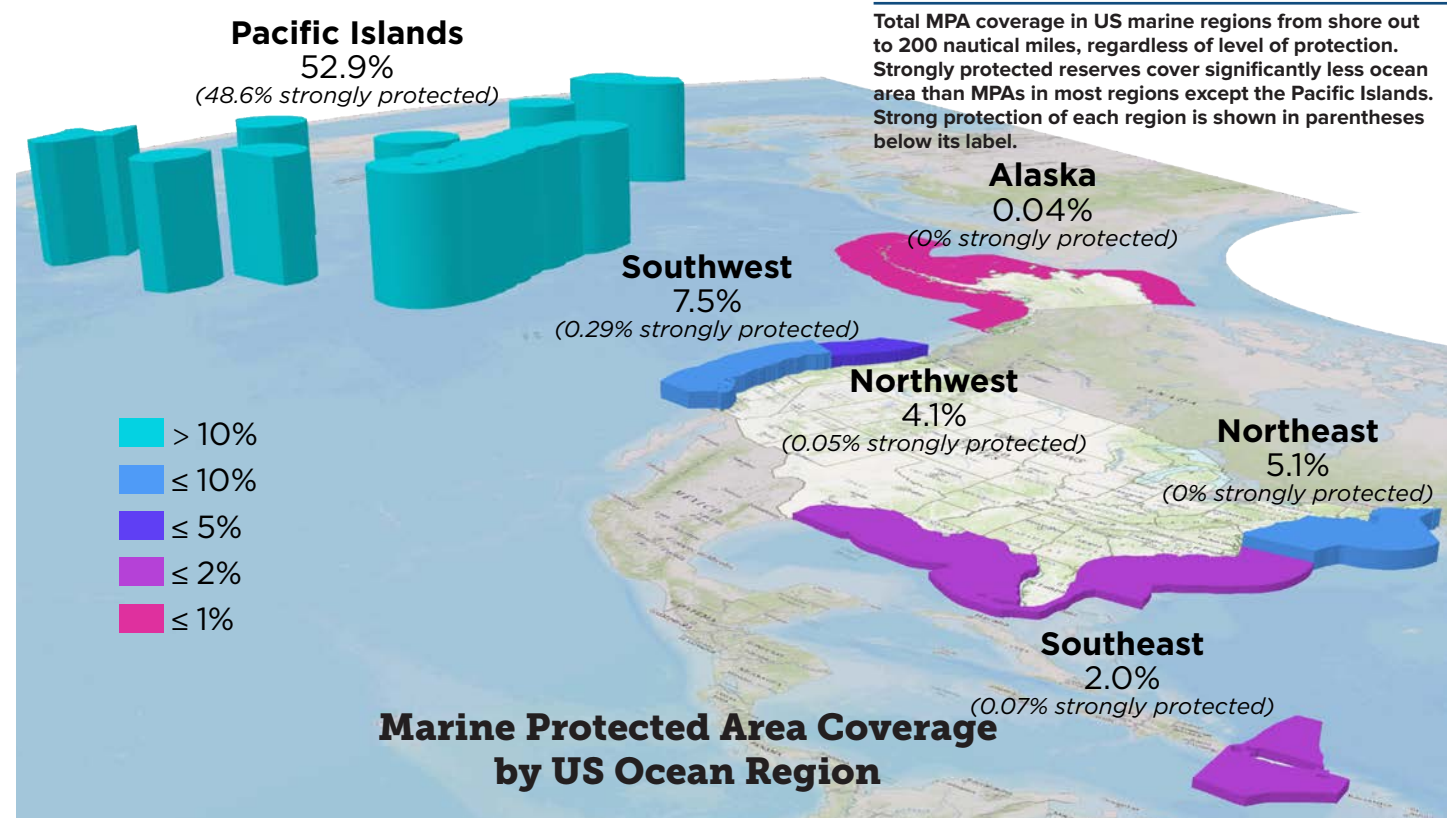 Total MPA coverage in US marine regions from shore out
to 200 nautical miles, regardless of level of protection.
Strongly protected reserves cover significantly less ocean
area than MPAs in most regions except the Pacific Islands.
Strong protection of each region is shown in parentheses
below its label.
Pacific Islands
52.9%
(48.6% strongly protected)
Alaska
0.04%
(0% strongly protected)
Southwest
7.5%
(0.29% strongly protected)
Northwest
4.1%
(0.05% strongly protected)
Northeast
5.1%
(0% strongly protected)
> 10%
≤ 10%
≤ 5%
≤ 2%
≤ 1%
CANADA
MEXICO
Southeast
2.0%
(0.07% strongly protected)
Marine Protected Area Coverage
by US Ocean Region